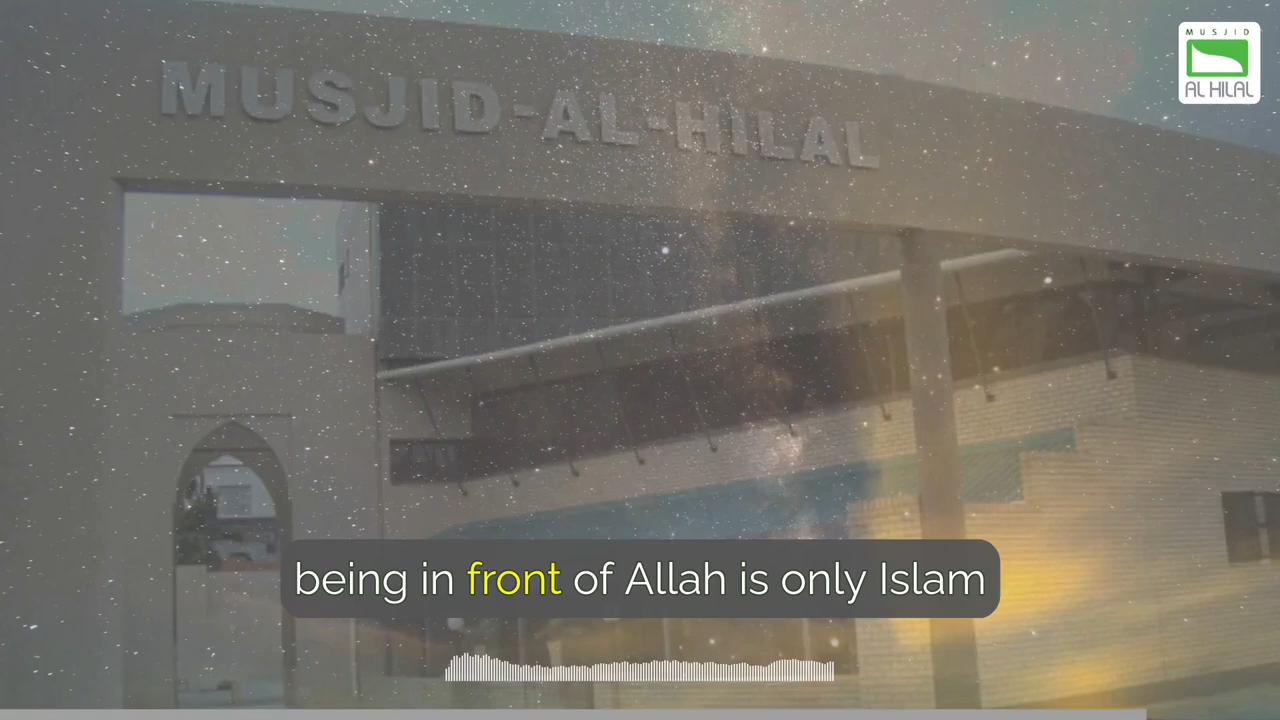 MUSJID-AL-HILAL
MUSJID
AL HILAL
being in front of Allah is only Islam